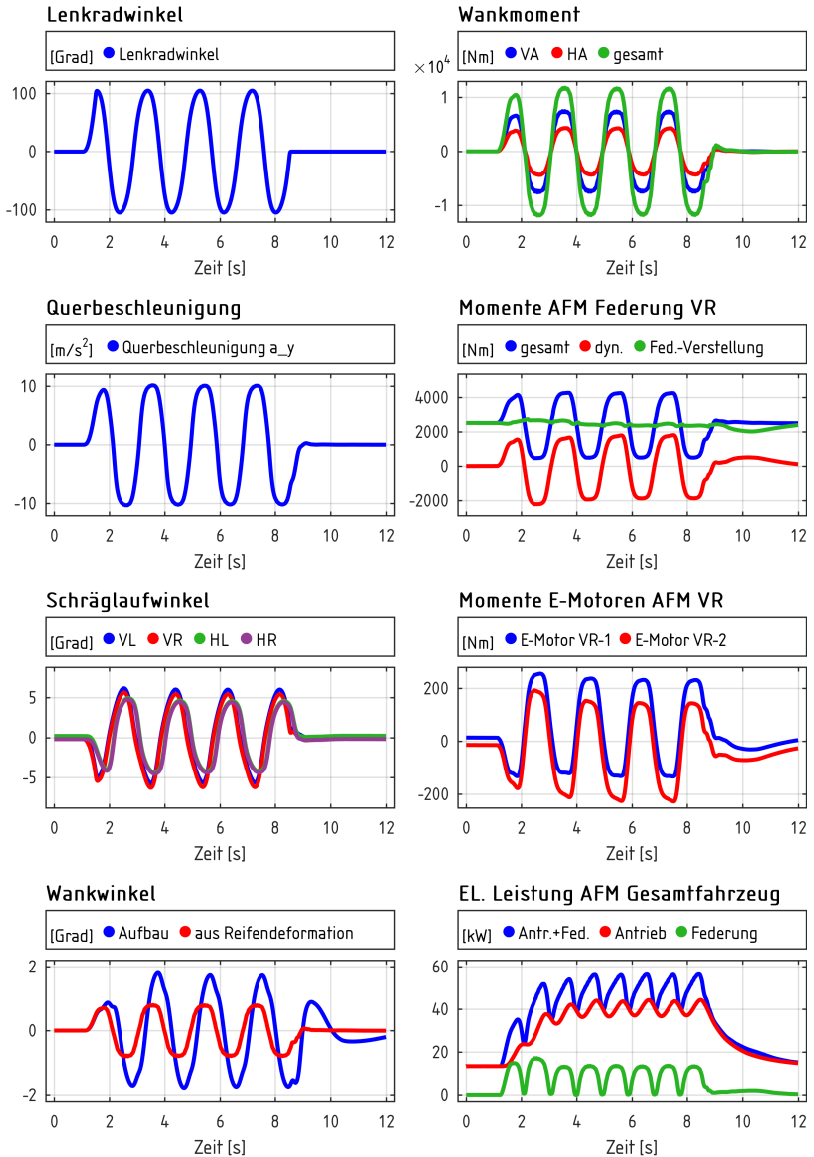 Lenkradwinkel
[Grad] Lenkradwinkel
100
0
-100
0 2 4 6 8 10 12
Zeit [s]
Wankmoment
[Nm] VA HA gesamt
×10⁴
1
0
-1
0 2 4 6 8 10 12
Zeit [s]
Querbeschleunigung
[m/s²] Querbeschleunigung a_y
10
0
-10
0 2 4 6 8 10 12
Zeit [s]
Momente AFM Federung VR
[Nm] gesamt dyn. Fed.-Verstellung
4000
2000
0
-2000
0 2 4 6 8 10 12
Zeit [s]
Schräglaufwinkel
[Grad] VL VR HL HR
5
0
-5
0 2 4 6 8 10 12
Zeit [s]
Momente E-Motoren AFM VR
[Nm] E-Motor VR-1 E-Motor VR-2
200
0
-200
0 2 4 6 8 10 12
Zeit [s]
Wankwinkel
[Grad] Aufbau aus Reifendeformation
2
0
-2
0 2 4 6 8 10 12
Zeit [s]
EL. Leistung AFM Gesamtfahrzeug
[kW] Antr.+Fed. Antrieb Federung
60
40
20
0
0 2 4 6 8 10 12
Zeit [s]